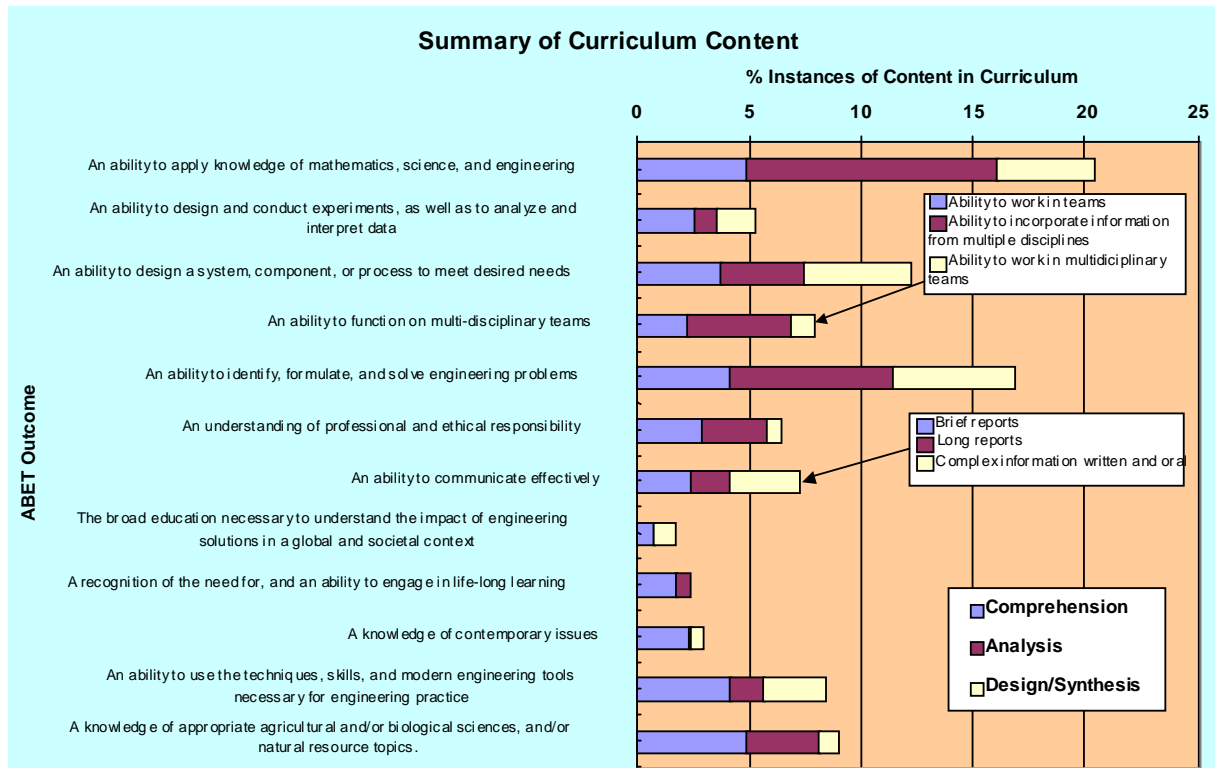 Summary of Curriculum Content
% Instances of Content in Curriculum
0 5 10 15 20 25
An ability to apply knowledge of mathematics, science, and engineering
An ability to design and conduct experiments, as well as to analyze and
interpret data
An ability to design a system, component, or process to meet desired needs
An ability to function on multi-disciplinary teams
An ability to identify, formulate, and solve engineering problems
An understanding of professional and ethical responsibility
An ability to communicate effectively
The broad education necessary to understand the impact of engineering
solutions in a global and societal context
A recognition of the need for, and an ability to engage in life-long learning
A knowledge of contemporary issues
An ability to use the techniques, skills, and modern engineering tools
necessary for engineering practice
A knowledge of appropriate agricultural and/or biological sciences, and/or
natural resource topics.
ABET Outcome
Ability to work in teams
Ability to incorporate information
from multiple disciplines
Ability to work in multidiciplinary
teams
Brief reports
Long reports
Complex information written and oral
Comprehension
Analysis
Design/Synthesis